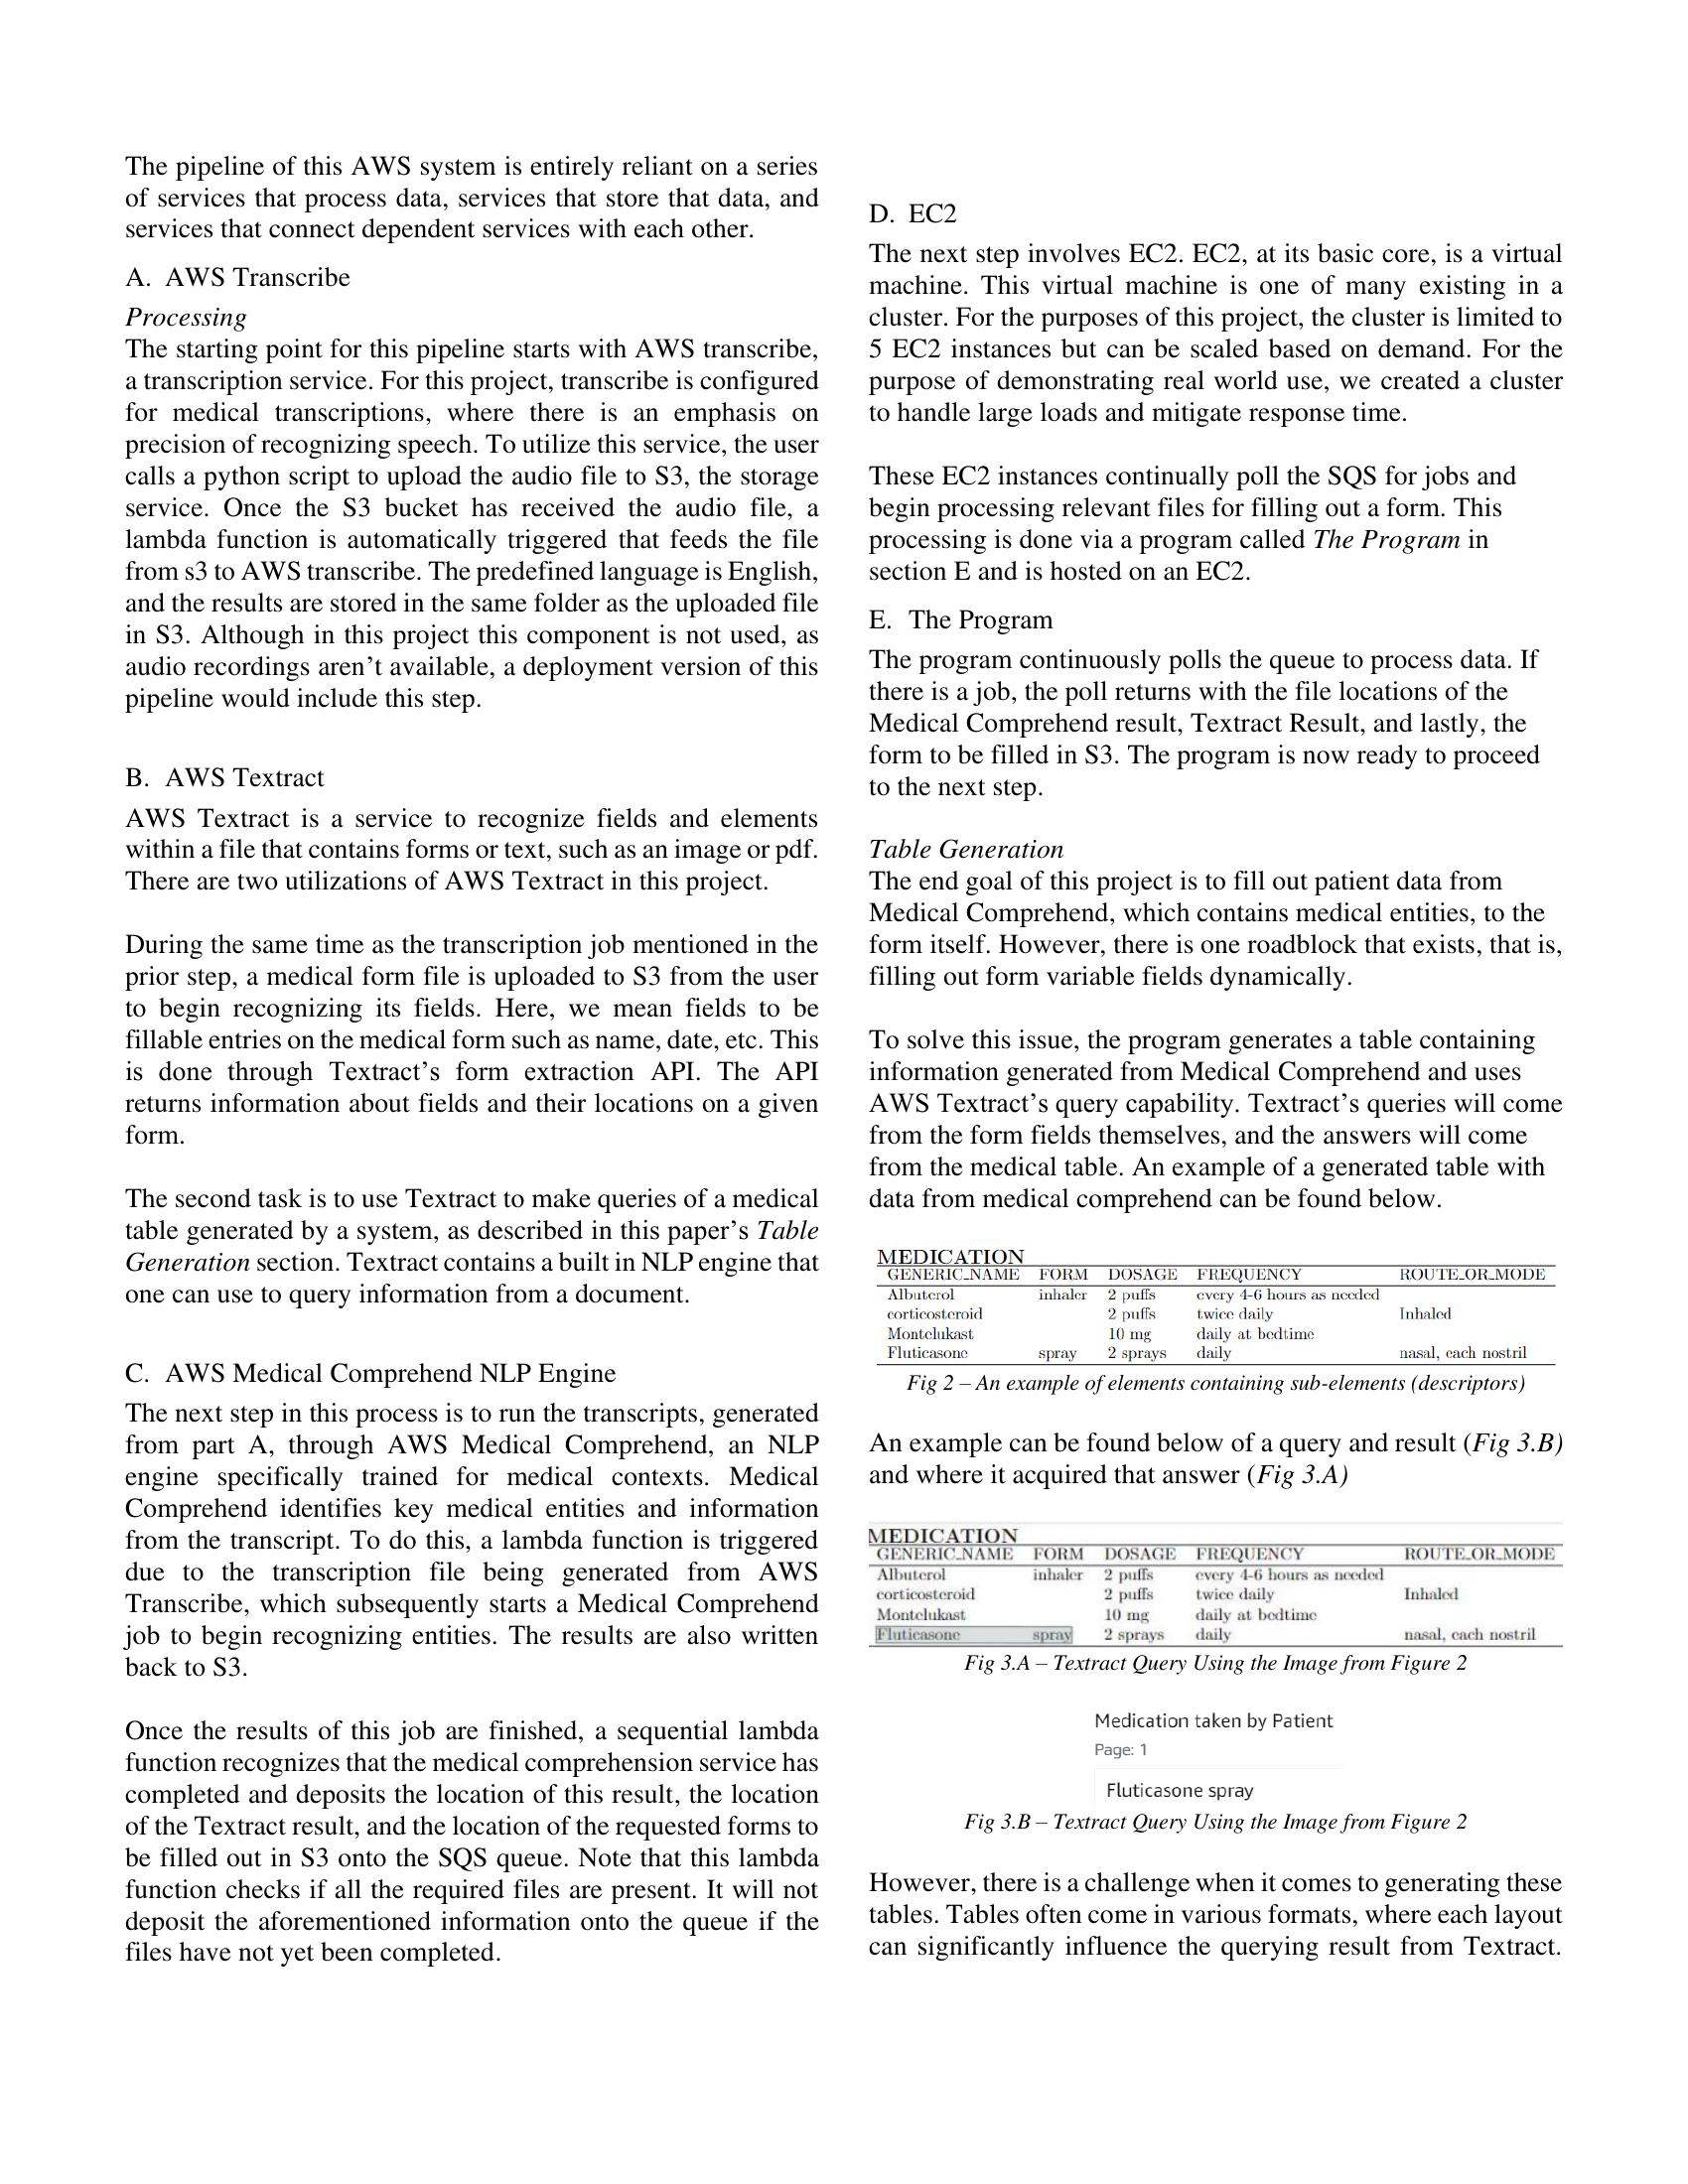 The pipeline of this AWS system is entirely reliant on a series
of services that process data, services that store that data, and
services that connect dependent services with each other.
A. AWS Transcribe
Processing
The starting point for this pipeline starts with AWS transcribe,
a transcription service. For this project, transcribe is configured
for medical transcriptions, where there is an emphasis on
precision of recognizing speech. To utilize this service, the user
calls a python script to upload the audio file to S3, the storage
service. Once the S3 bucket has received the audio file, a
lambda function is automatically triggered that feeds the file
from s3 to AWS transcribe. The predefined language is English,
and the results are stored in the same folder as the uploaded file
in S3. Although in this project this component is not used, as
audio recordings aren't available, a deployment version of this
pipeline would include this step.
B. AWS Textract
AWS Textract is a service to recognize fields and elements
within a file that contains forms or text, such as an image or pdf.
There are two utilizations of AWS Textract in this project.
During the same time as the transcription job mentioned in the
prior step, a medical form file is uploaded to S3 from the user
to begin recognizing its fields. Here, we mean fields to be
fillable entries on the medical form such as name, date, etc. This
is done through Textract's form extraction API. The API
returns information about fields and their locations on a given
form.
The second task is to use Textract to make queries of a medical
table generated by a system, as described in this paper's Table
Generation section. Textract contains a built in NLP engine that
one can use to query information from a document.
C. AWS Medical Comprehend NLP Engine
The next step in this process is to run the transcripts, generated
from part A, through AWS Medical Comprehend, an NLP
engine specifically trained for medical contexts. Medical
Comprehend identifies key medical entities and information
from the transcript. To do this, a lambda function is triggered
due to the transcription file being generated from AWS
Transcribe, which subsequently starts a Medical Comprehend
job to begin recognizing entities. The results are also written
back to S3.
Once the results of this job are finished, a sequential lambda
function recognizes that the medical comprehension service has
completed and deposits the location of this result, the location
of the Textract result, and the location of the requested forms to
be filled out in S3 onto the SQS queue. Note that this lambda
function checks if all the required files are present. It will not
deposit the aforementioned information onto the queue if the
files have not yet been completed.
D. EC2
The next step involves EC2. EC2, at its basic core, is a virtual
machine. This virtual machine is one of many existing in a
cluster. For the purposes of this project, the cluster is limited to
5 EC2 instances but can be scaled based on demand. For the
purpose of demonstrating real world use, we created a cluster
to handle large loads and mitigate response time.
These EC2 instances continually poll the SQS for jobs and
begin processing relevant files for filling out a form. This
processing is done via a program called The Program in
section E and is hosted on an EC2.
E. The Program
The program continuously polls the queue to process data. If
there is a job, the poll returns with the file locations of the
Medical Comprehend result, Textract Result, and lastly, the
form to be filled in S3. The program is now ready to proceed
to the next step.
Table Generation
The end goal of this project is to fill out patient data from
Medical Comprehend, which contains medical entities, to the
form itself. However, there is one roadblock that exists, that is,
filling out form variable fields dynamically.
To solve this issue, the program generates a table containing
information generated from Medical Comprehend and uses
AWS Textract's query capability. Textract's queries will come
from the form fields themselves, and the answers will come
from the medical table. An example of a generated table with
data from medical comprehend can be found below.
MEDICATION
GENERIC_NAME FORM DOSAGE FREQUENCY ROUTE_OR_MODE
Albuterol inhaler 2 puffs every 4-6 hours as needed
corticosteroid 2 puffs twice daily Inhaled
Montelukast 10 mg daily at bedtime
Fluticasone spray 2 sprays daily nasal, each nostril
Fig 2 – An example of elements containing sub-elements (descriptors)
An example can be found below of a query and result (Fig 3.B)
and where it acquired that answer (Fig 3.A)
MEDICATION
GENERIC_NAME FORM DOSAGE FREQUENCY ROUTE_OR_MODE
Albuterol inhaler 2 puffs every 4-6 hours as needed
corticosteroid 2 puffs twice daily Inhaled
Montelukast 10 mg daily at bedtime
Fluticasone spray 2 sprays daily nasal, each nostril
Fig 3.A – Textract Query Using the Image from Figure 2
Medication taken by Patient
Page: 1
Fluticasone spray
Fig 3.B – Textract Query Using the Image from Figure 2
However, there is a challenge when it comes to generating these
tables. Tables often come in various formats, where each layout
can significantly influence the querying result from Textract.